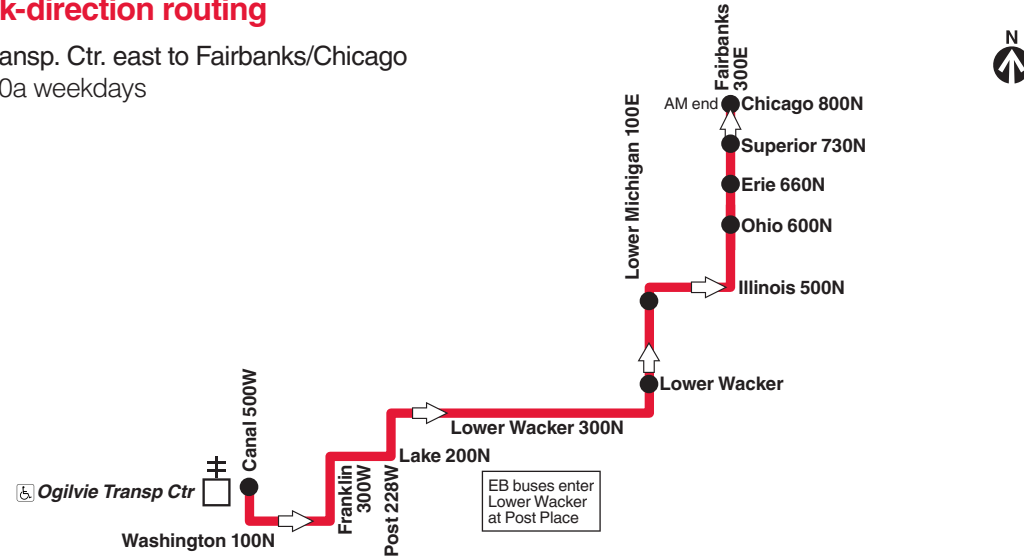 k-direction routing
ansp. Ctr. east to Fairbanks/Chicago
0a weekdays
N
Fairbanks
300E
AM end
Chicago 800N
Superior 730N
Erie 660N
Ohio 600N
Lower Michigan 100E
Illinois 500N
Lower Wacker
Lower Wacker 300N
Canal 500W
Lake 200N
Ogilvie Transp Ctr
Franklin
300W
Post 228W
EB buses enter
Lower Wacker
at Post Place
Washington 100N